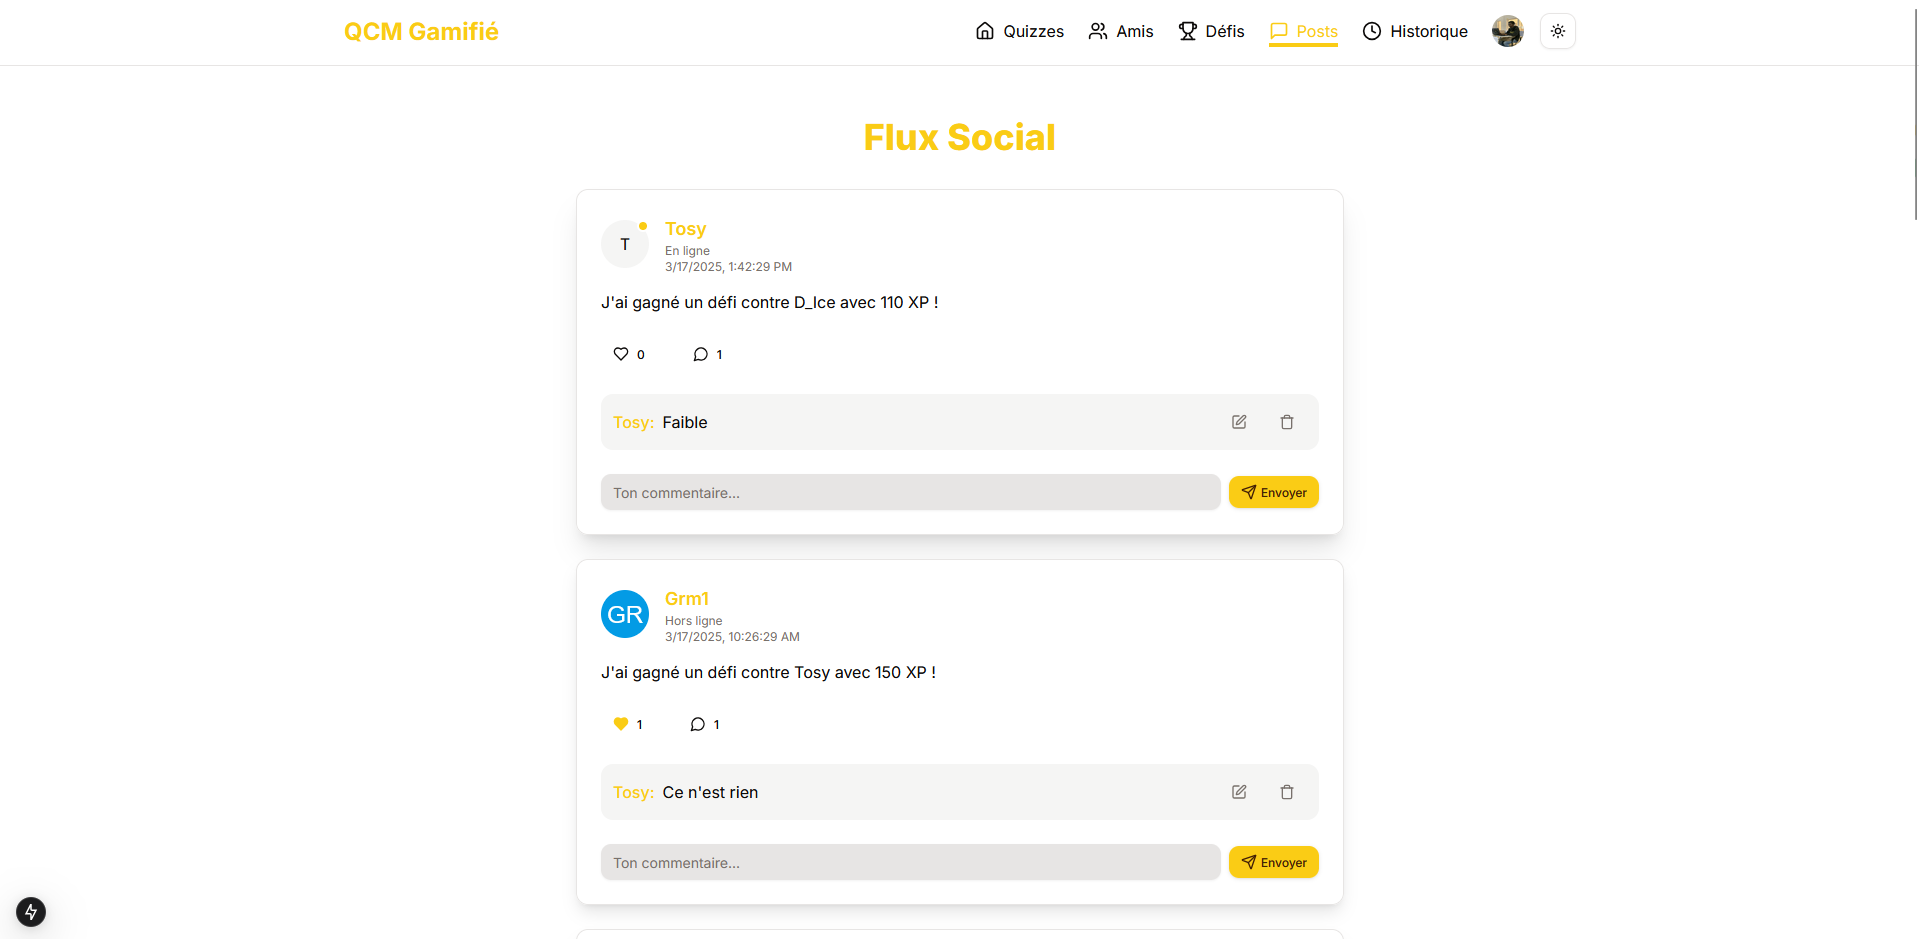 QCM Gamifié
Quizzes
Amis
Défis
Posts
Historique
Flux Social
T
Tosy
En ligne
3/17/2025, 1:42:29 PM
J'ai gagné un défi contre D_Ice avec 110 XP !
0
1
Tosy: Faible
Ton commentaire...
Envoyer
GR
Grm1
Hors ligne
3/17/2025, 10:26:29 AM
J'ai gagné un défi contre Tosy avec 150 XP !
1
1
Tosy: Ce n'est rien
Ton commentaire...
Envoyer